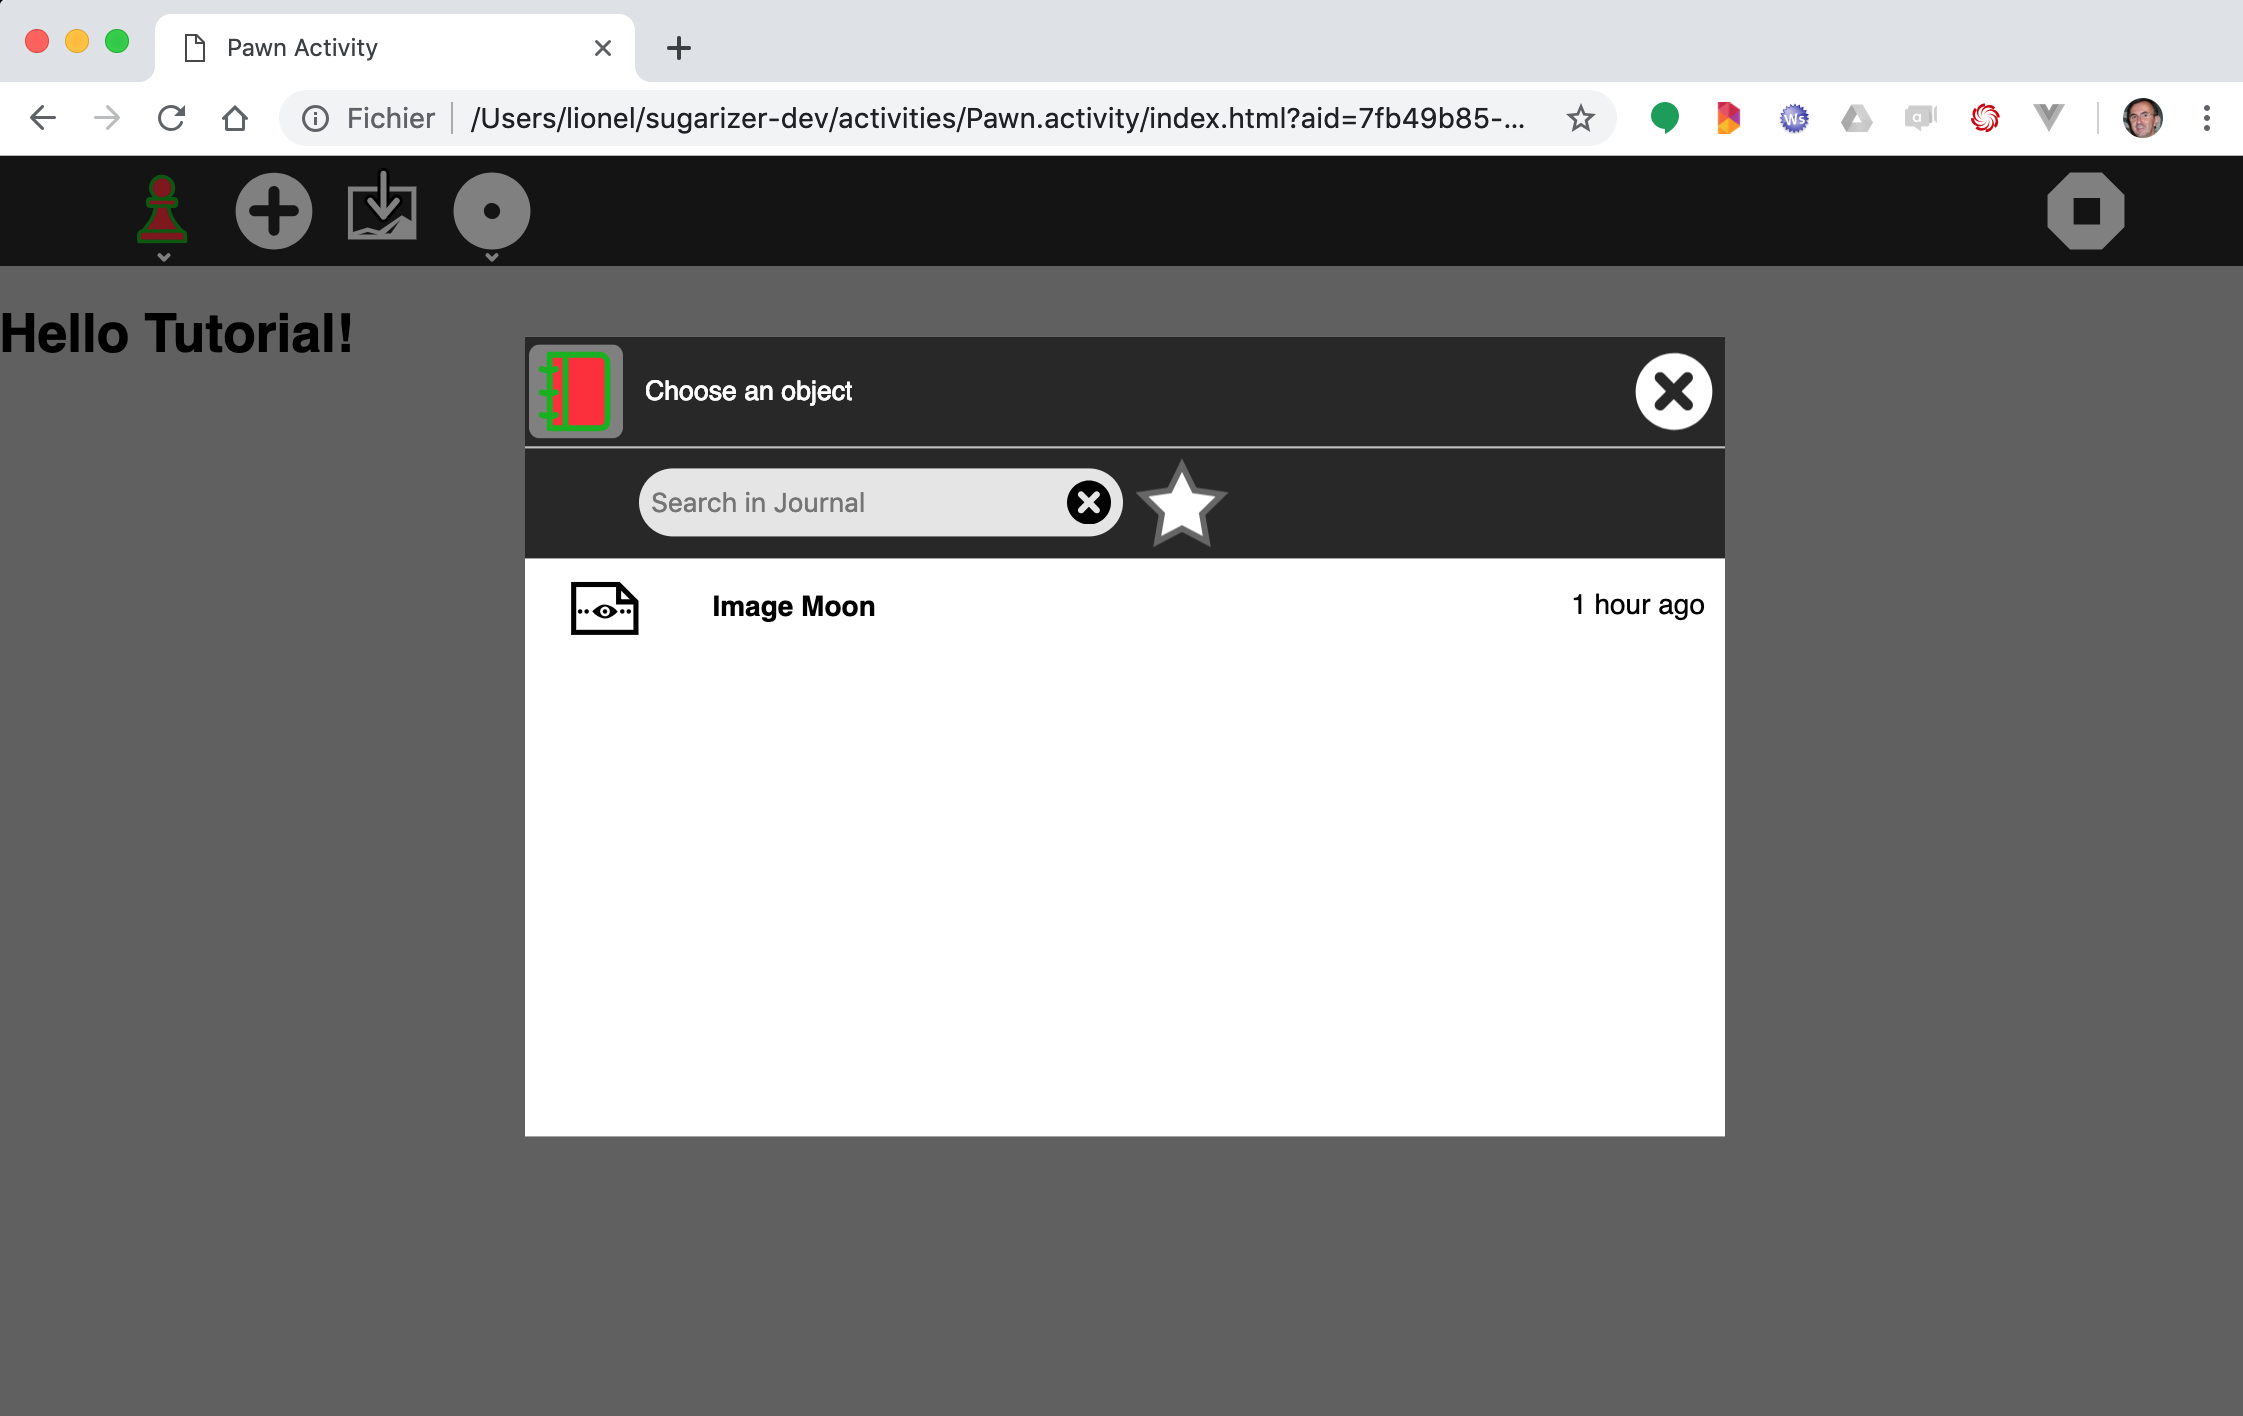 Pawn Activity
Fichier /Users/lionel/sugarizer-dev/activities/Pawn.activity/index.html?aid=7fb49b85-...
Ws
a
Hello Tutorial!
Choose an object
Search in Journal
Image Moon 1 hour ago